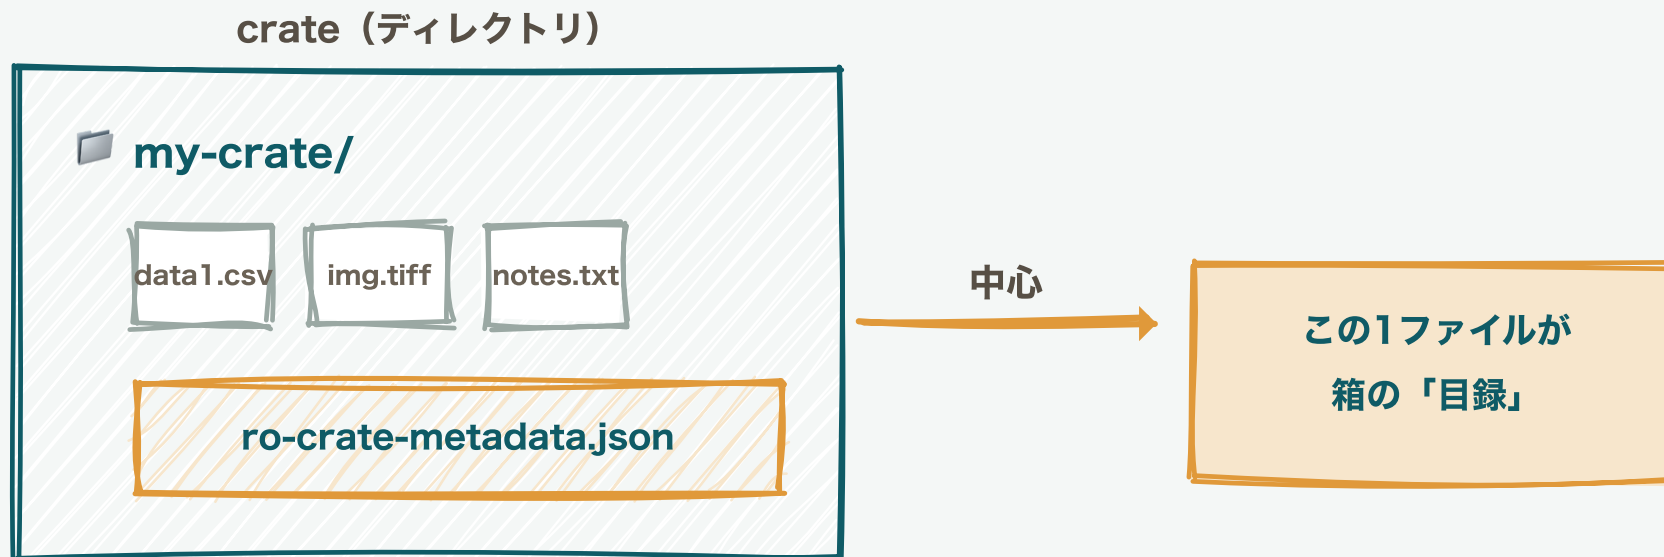 crate（ディレクトリ）
my-crate/
data1.csv
img.tiff
notes.txt
ro-crate-metadata.json
中心
この1ファイルが
箱の「目録」